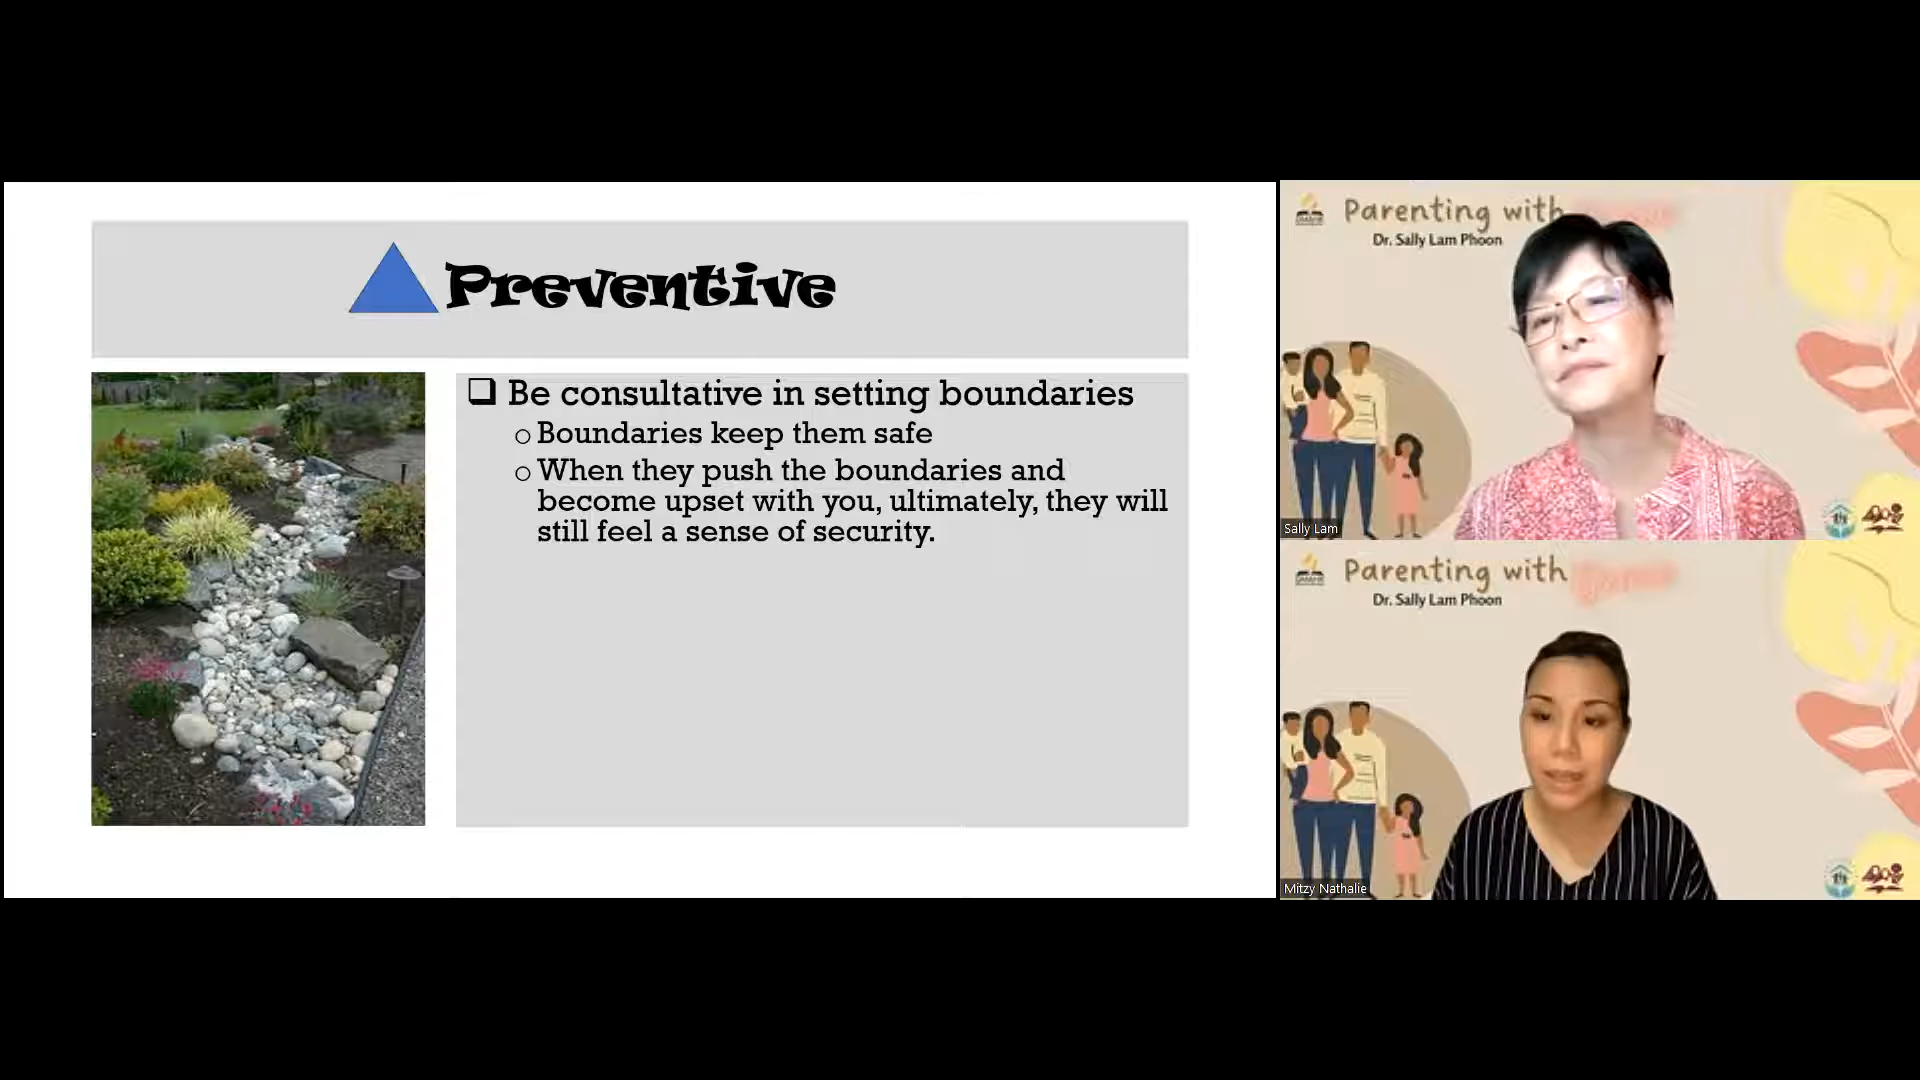 Preventive
Be consultative in setting boundaries
Boundaries keep them safe
When they push the boundaries and
become upset with you, ultimately, they will
still feel a sense of security.
Parenting with
Dr. Sally Lam Phoon
Sally Lam
Parenting with
Dr. Sally Lam Phoon
Mitzy Nathalie